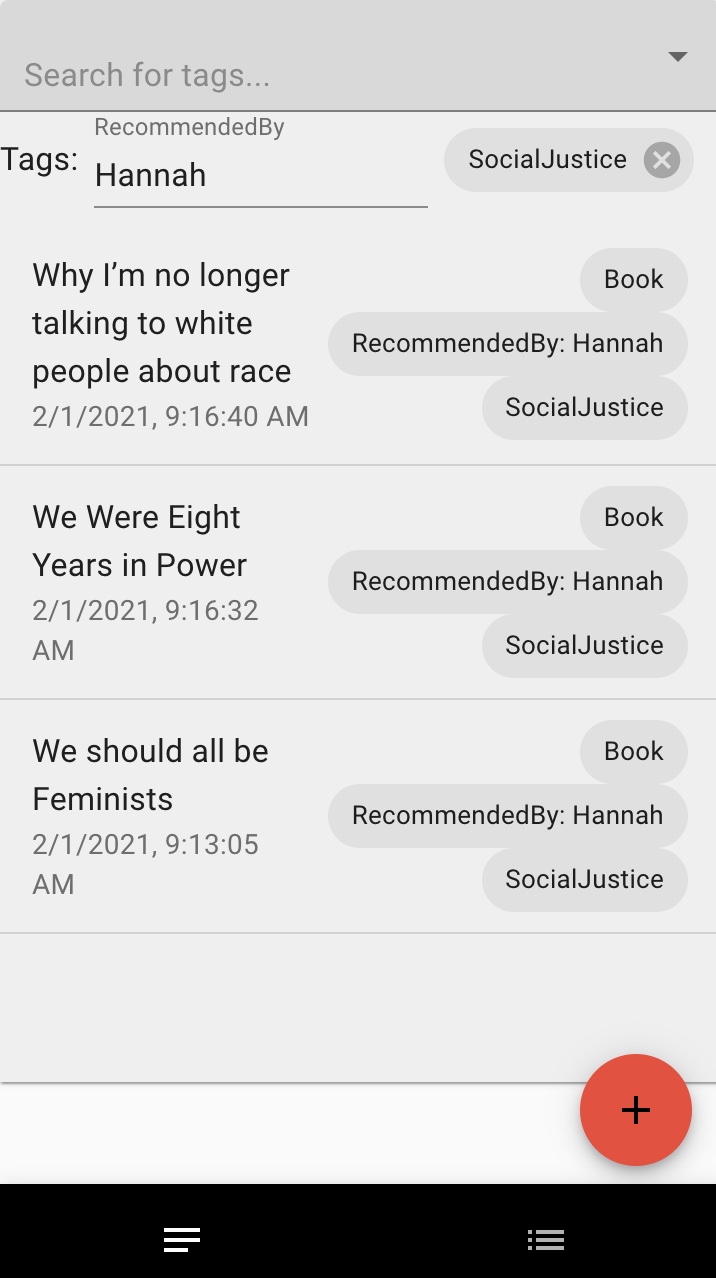 Search for tags...
RecommendedBy
Tags:
Hannah
SocialJustice
Why I’m no longer
talking to white
people about race
2/1/2021, 9:16:40 AM
Book
RecommendedBy: Hannah
SocialJustice
We Were Eight
Years in Power
2/1/2021, 9:16:32
AM
Book
RecommendedBy: Hannah
SocialJustice
We should all be
Feminists
2/1/2021, 9:13:05
AM
Book
RecommendedBy: Hannah
SocialJustice